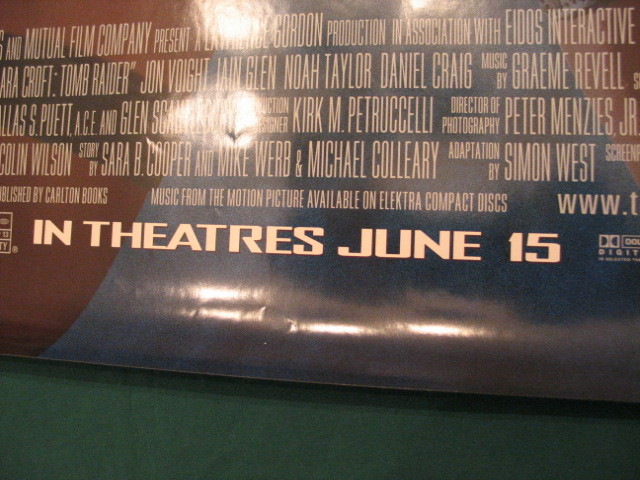 AND MUTUAL FILM COMPANY PRESENT A GORDON PRODUCTION IN ASSOCIATION WITH EIDOS INTERACTIVE
CROFT: TOMB RAIDER" JON VOIGHT IAIN GLEN NOAH TAYLOR DANIEL CRAIG MUSIC BY GRAEME REVELL
S. PUETT, A.C.E. AND GLEN KIRK M. PETRUCCELLI DIRECTOR OF PHOTOGRAPHY PETER MENZIES, JR
COLIN WILSON STORY BY SARA B. COOPER AND MIKE WEBB & MICHAEL COLLEARY ADAPTATION BY SIMON WEST
PUBLISHED BY CARLTON BOOKS MUSIC FROM THE MOTION PICTURE AVAILABLE ON ELEKTRA COMPACT DISCS www.t
IN THEATRES JUNE 15